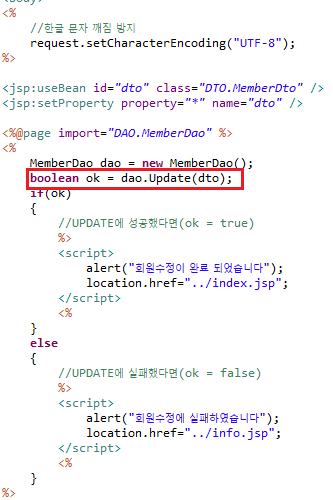 <body>
<%
//한글 문자 깨짐 방지
request.setCharacterEncoding("UTF-8");
%>
<jsp:useBean id="dto" class="DTO.MemberDto" />
<jsp:setProperty property="*" name="dto" />
<%@page import="DAO.MemberDao" %>
<%
MemberDao dao = new MemberDao();
boolean ok = dao.Update(dto);
if(ok)
{
//UPDATE에 성공했다면(ok = true)
%>
<script>
alert("회원수정이 완료 되었습니다");
location.href="../index.jsp";
</script>
<%
}
else
{
//UPDATE에 실패했다면(ok = false)
%>
<script>
alert("회원수정에 실패하였습니다");
location.href="../info.jsp";
</script>
<%
}
%>